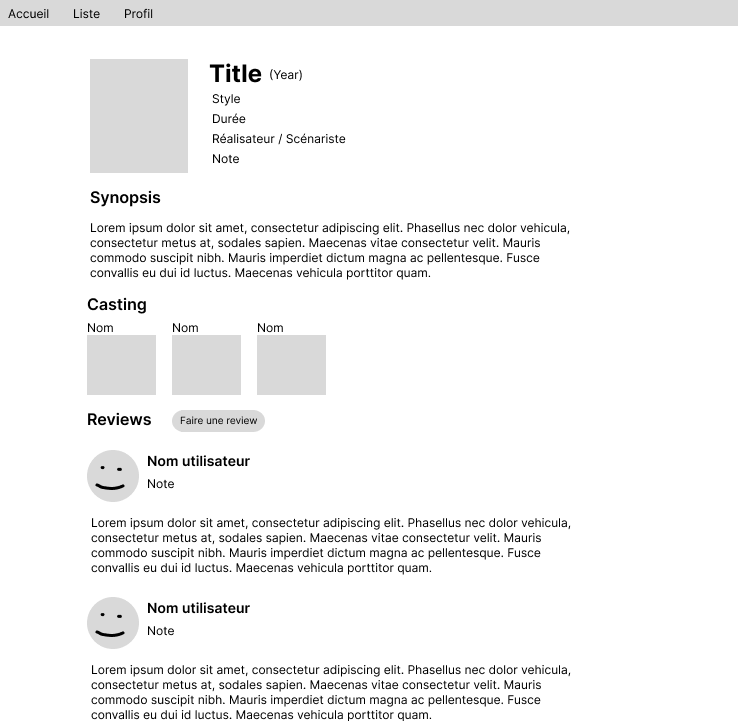 Accueil Liste Profil
Title (Year)
Style
Durée
Réalisateur / Scénariste
Note
Synopsis
Lorem ipsum dolor sit amet, consectetur adipiscing elit. Phasellus nec dolor vehicula,
consectetur metus at, sodales sapien. Maecenas vitae consectetur velit. Mauris
commodo suscipit nibh. Mauris imperdiet dictum magna ac pellentesque. Fusce
convallis eu dui id luctus. Maecenas vehicula porttitor quam.
Casting
Nom Nom Nom
Reviews Faire une review
Nom utilisateur
Note
Lorem ipsum dolor sit amet, consectetur adipiscing elit. Phasellus nec dolor vehicula,
consectetur metus at, sodales sapien. Maecenas vitae consectetur velit. Mauris
commodo suscipit nibh. Mauris imperdiet dictum magna ac pellentesque. Fusce
convallis eu dui id luctus. Maecenas vehicula porttitor quam.
Nom utilisateur
Note
Lorem ipsum dolor sit amet, consectetur adipiscing elit. Phasellus nec dolor vehicula,
consectetur metus at, sodales sapien. Maecenas vitae consectetur velit. Mauris
commodo suscipit nibh. Mauris imperdiet dictum magna ac pellentesque. Fusce
convallis eu dui id luctus. Maecenas vehicula porttitor quam.